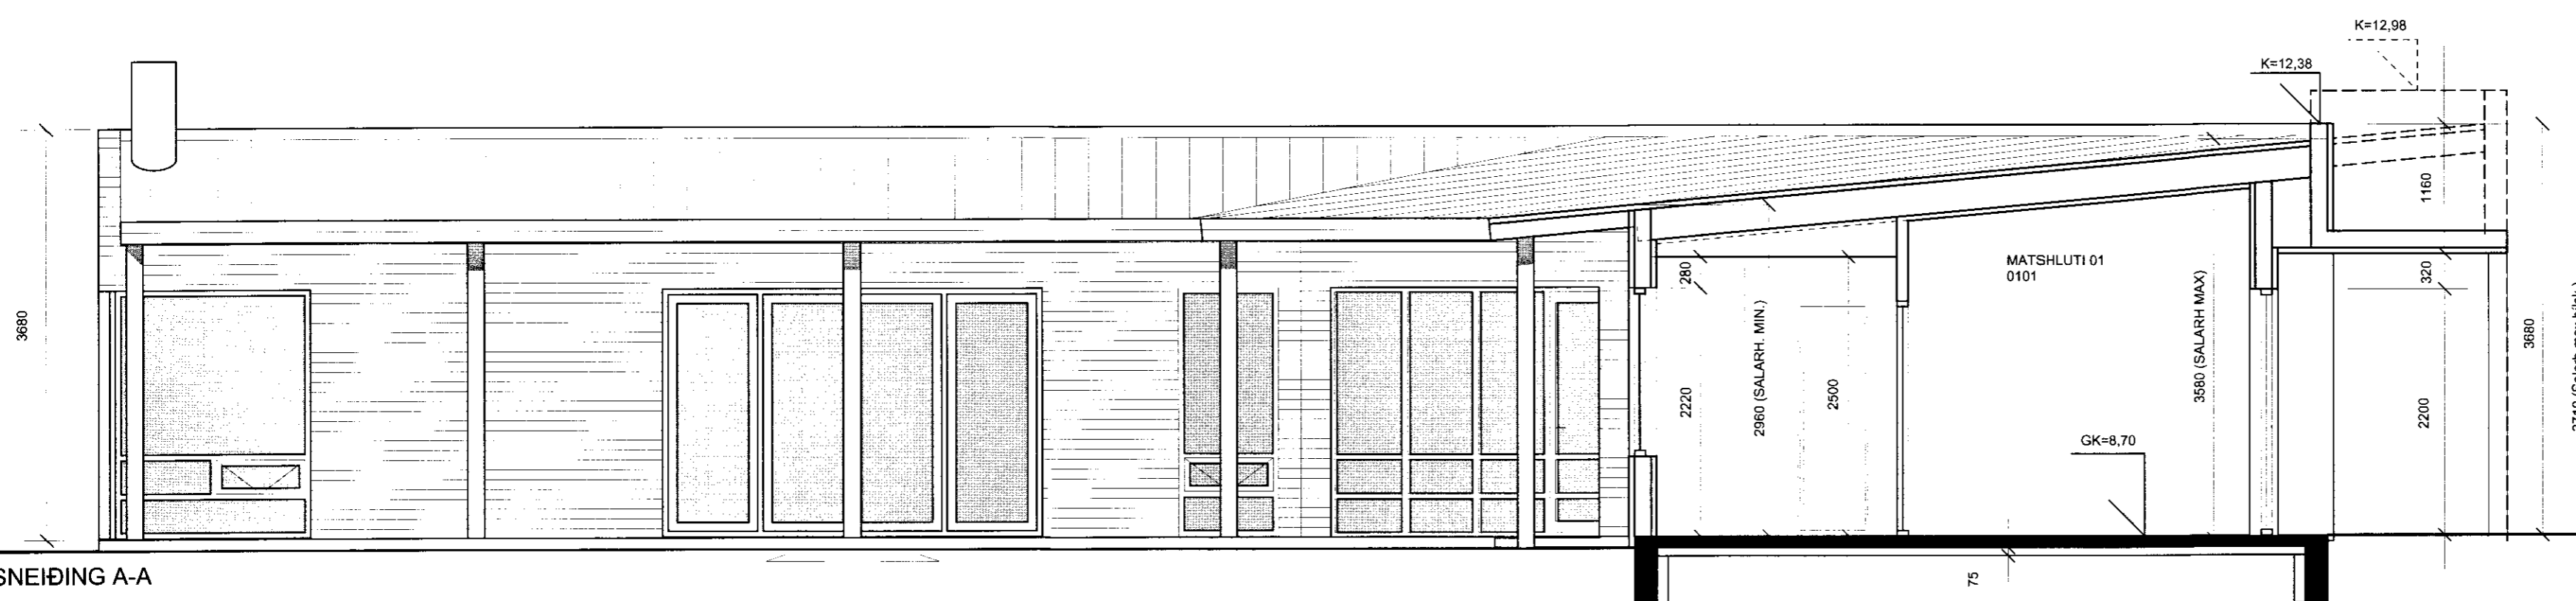 K=12,98
K=12,38
3680
280
2220
2960 (SALARH. MIN.)
2500
MATSHLUTI 01
0101
3580 (SALARH MAX)
GK=8,70
1160
320
2200
3680
75
SNEIÐING A-A